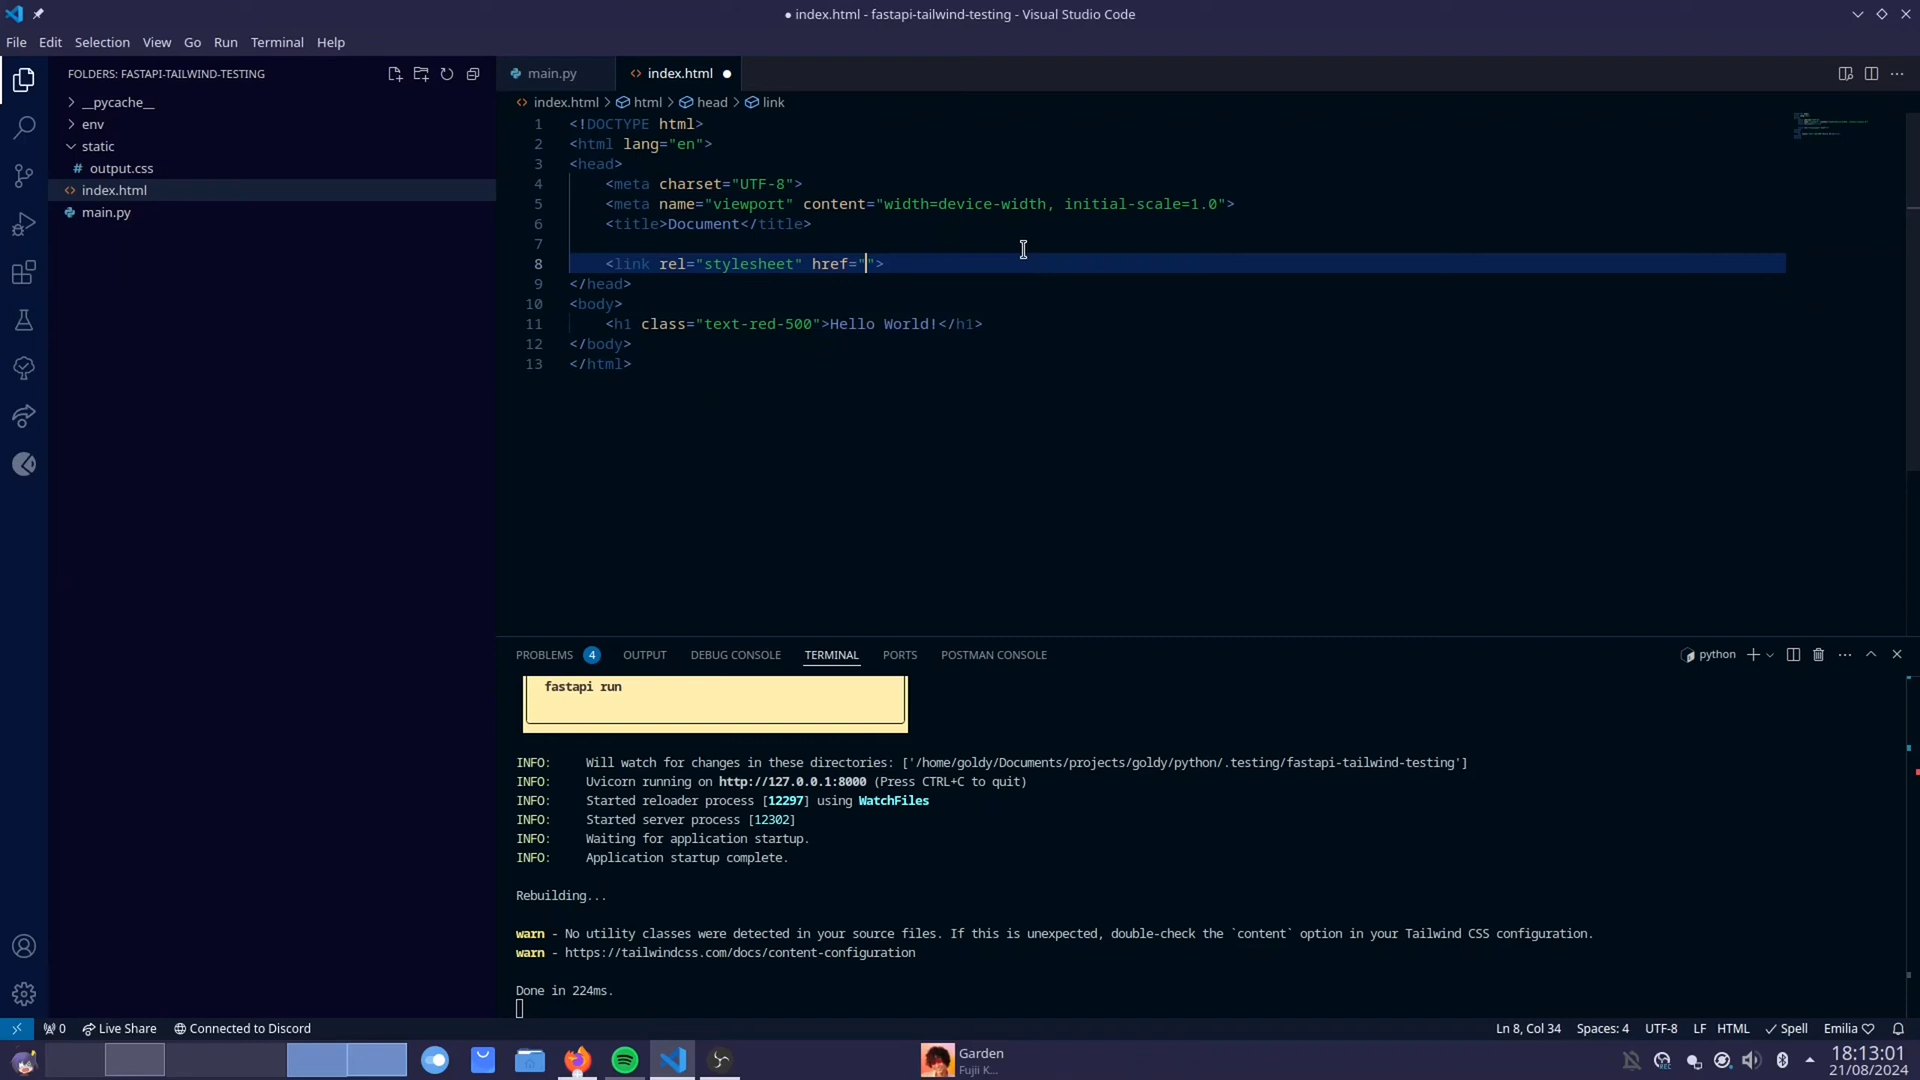 index.html - fastapi-tailwind-testing - Visual Studio Code
File Edit Selection View Go Run Terminal Help
FOLDERS: FASTAPI-TAILWIND-TESTING
__pycache__
env
static
# output.css
<> index.html
main.py
main.py
<> index.html
<> index.html > html > head > link
1 <!DOCTYPE html>
2 <html lang="en">
3 <head>
4 <meta charset="UTF-8">
5 <meta name="viewport" content="width=device-width, initial-scale=1.0">
6 <title>Document</title>
7
8 <link rel="stylesheet" href="">
9 </head>
10 <body>
11 <h1 class="text-red-500">Hello World!</h1>
12 </body>
13 </html>
PROBLEMS 4 OUTPUT DEBUG CONSOLE TERMINAL PORTS POSTMAN CONSOLE
python
fastapi run
INFO: Will watch for changes in these directories: ['/home/goldy/Documents/projects/goldy/python/.testing/fastapi-tailwind-testing']
INFO: Uvicorn running on http://127.0.0.1:8000 (Press CTRL+C to quit)
INFO: Started reloader process [12297] using WatchFiles
INFO: Started server process [12302]
INFO: Waiting for application startup.
INFO: Application startup complete.
Rebuilding...
warn - No utility classes were detected in your source files. If this is unexpected, double-check the `content` option in your Tailwind CSS configuration.
warn - https://tailwindcss.com/docs/content-configuration
Done in 224ms.
0 Live Share Connected to Discord
Ln 8, Col 34 Spaces: 4 UTF-8 LF HTML Spell Emilia
Garden
Fujii K...
REC
18:13:01
21/08/2024